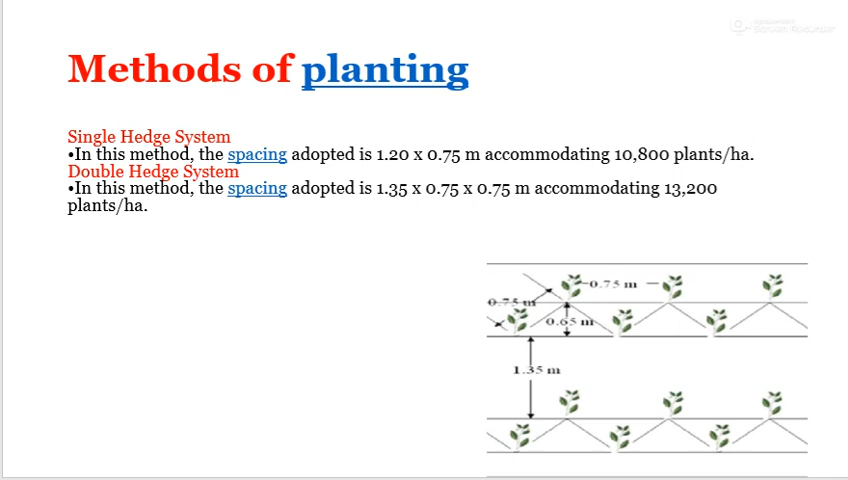 Screen Recorder
Methods of planting
Single Hedge System
•In this method, the spacing adopted is 1.20 x 0.75 m accommodating 10,800 plants/ha.
Double Hedge System
•In this method, the spacing adopted is 1.35 x 0.75 x 0.75 m accommodating 13,200
plants/ha.
0.75 m
0.75 m
0.65 m
1.35 m